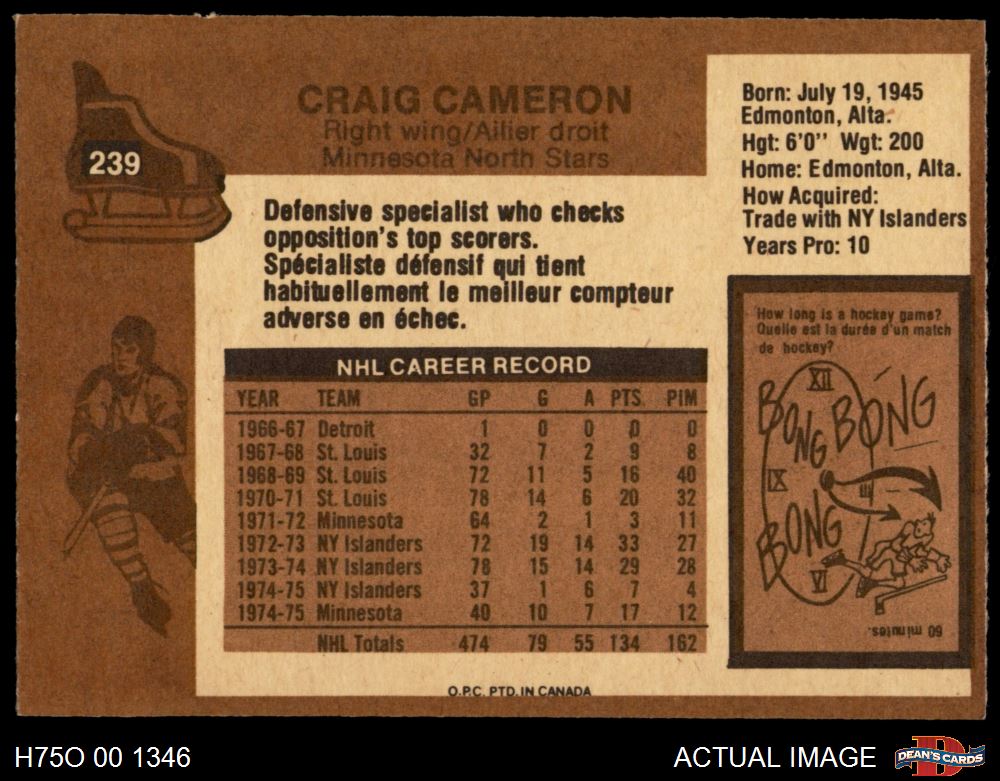 239
CRAIG CAMERON
Right wing/Ailier droit
Minnesota North Stars
Born: July 19, 1945
Edmonton, Alta.
Hgt: 6'0'' Wgt: 200
Home: Edmonton, Alta.
How Acquired:
Trade with NY Islanders
Years Pro: 10
Defensive specialist who checks
opposition's top scorers.
Spécialiste défensif qui tient
habituellement le meilleur compteur
adverse en échec.
NHL CAREER RECORD
YEAR TEAM GP G A PTS. PIM
1966-67 Detroit 1 0 0 0 0
1967-68 St. Louis 32 7 2 9 8
1968-69 St. Louis 72 11 5 16 40
1970-71 St. Louis 78 14 6 20 32
1971-72 Minnesota 64 2 1 3 11
1972-73 NY Islanders 72 19 14 33 27
1973-74 NY Islanders 78 15 14 29 28
1974-75 NY Islanders 37 1 6 7 4
1974-75 Minnesota 40 10 7 17 12
NHL Totals 474 79 55 134 162
How long is a hockey game?
Quelle est la durée d'un match
de hockey?
XII
BONG BONG
IX
III
BONG
VI
60 minutes.
O.P.C. PTD. IN CANADA
H75O 00 1346
ACTUAL IMAGE
D
DEAN'S CARDS